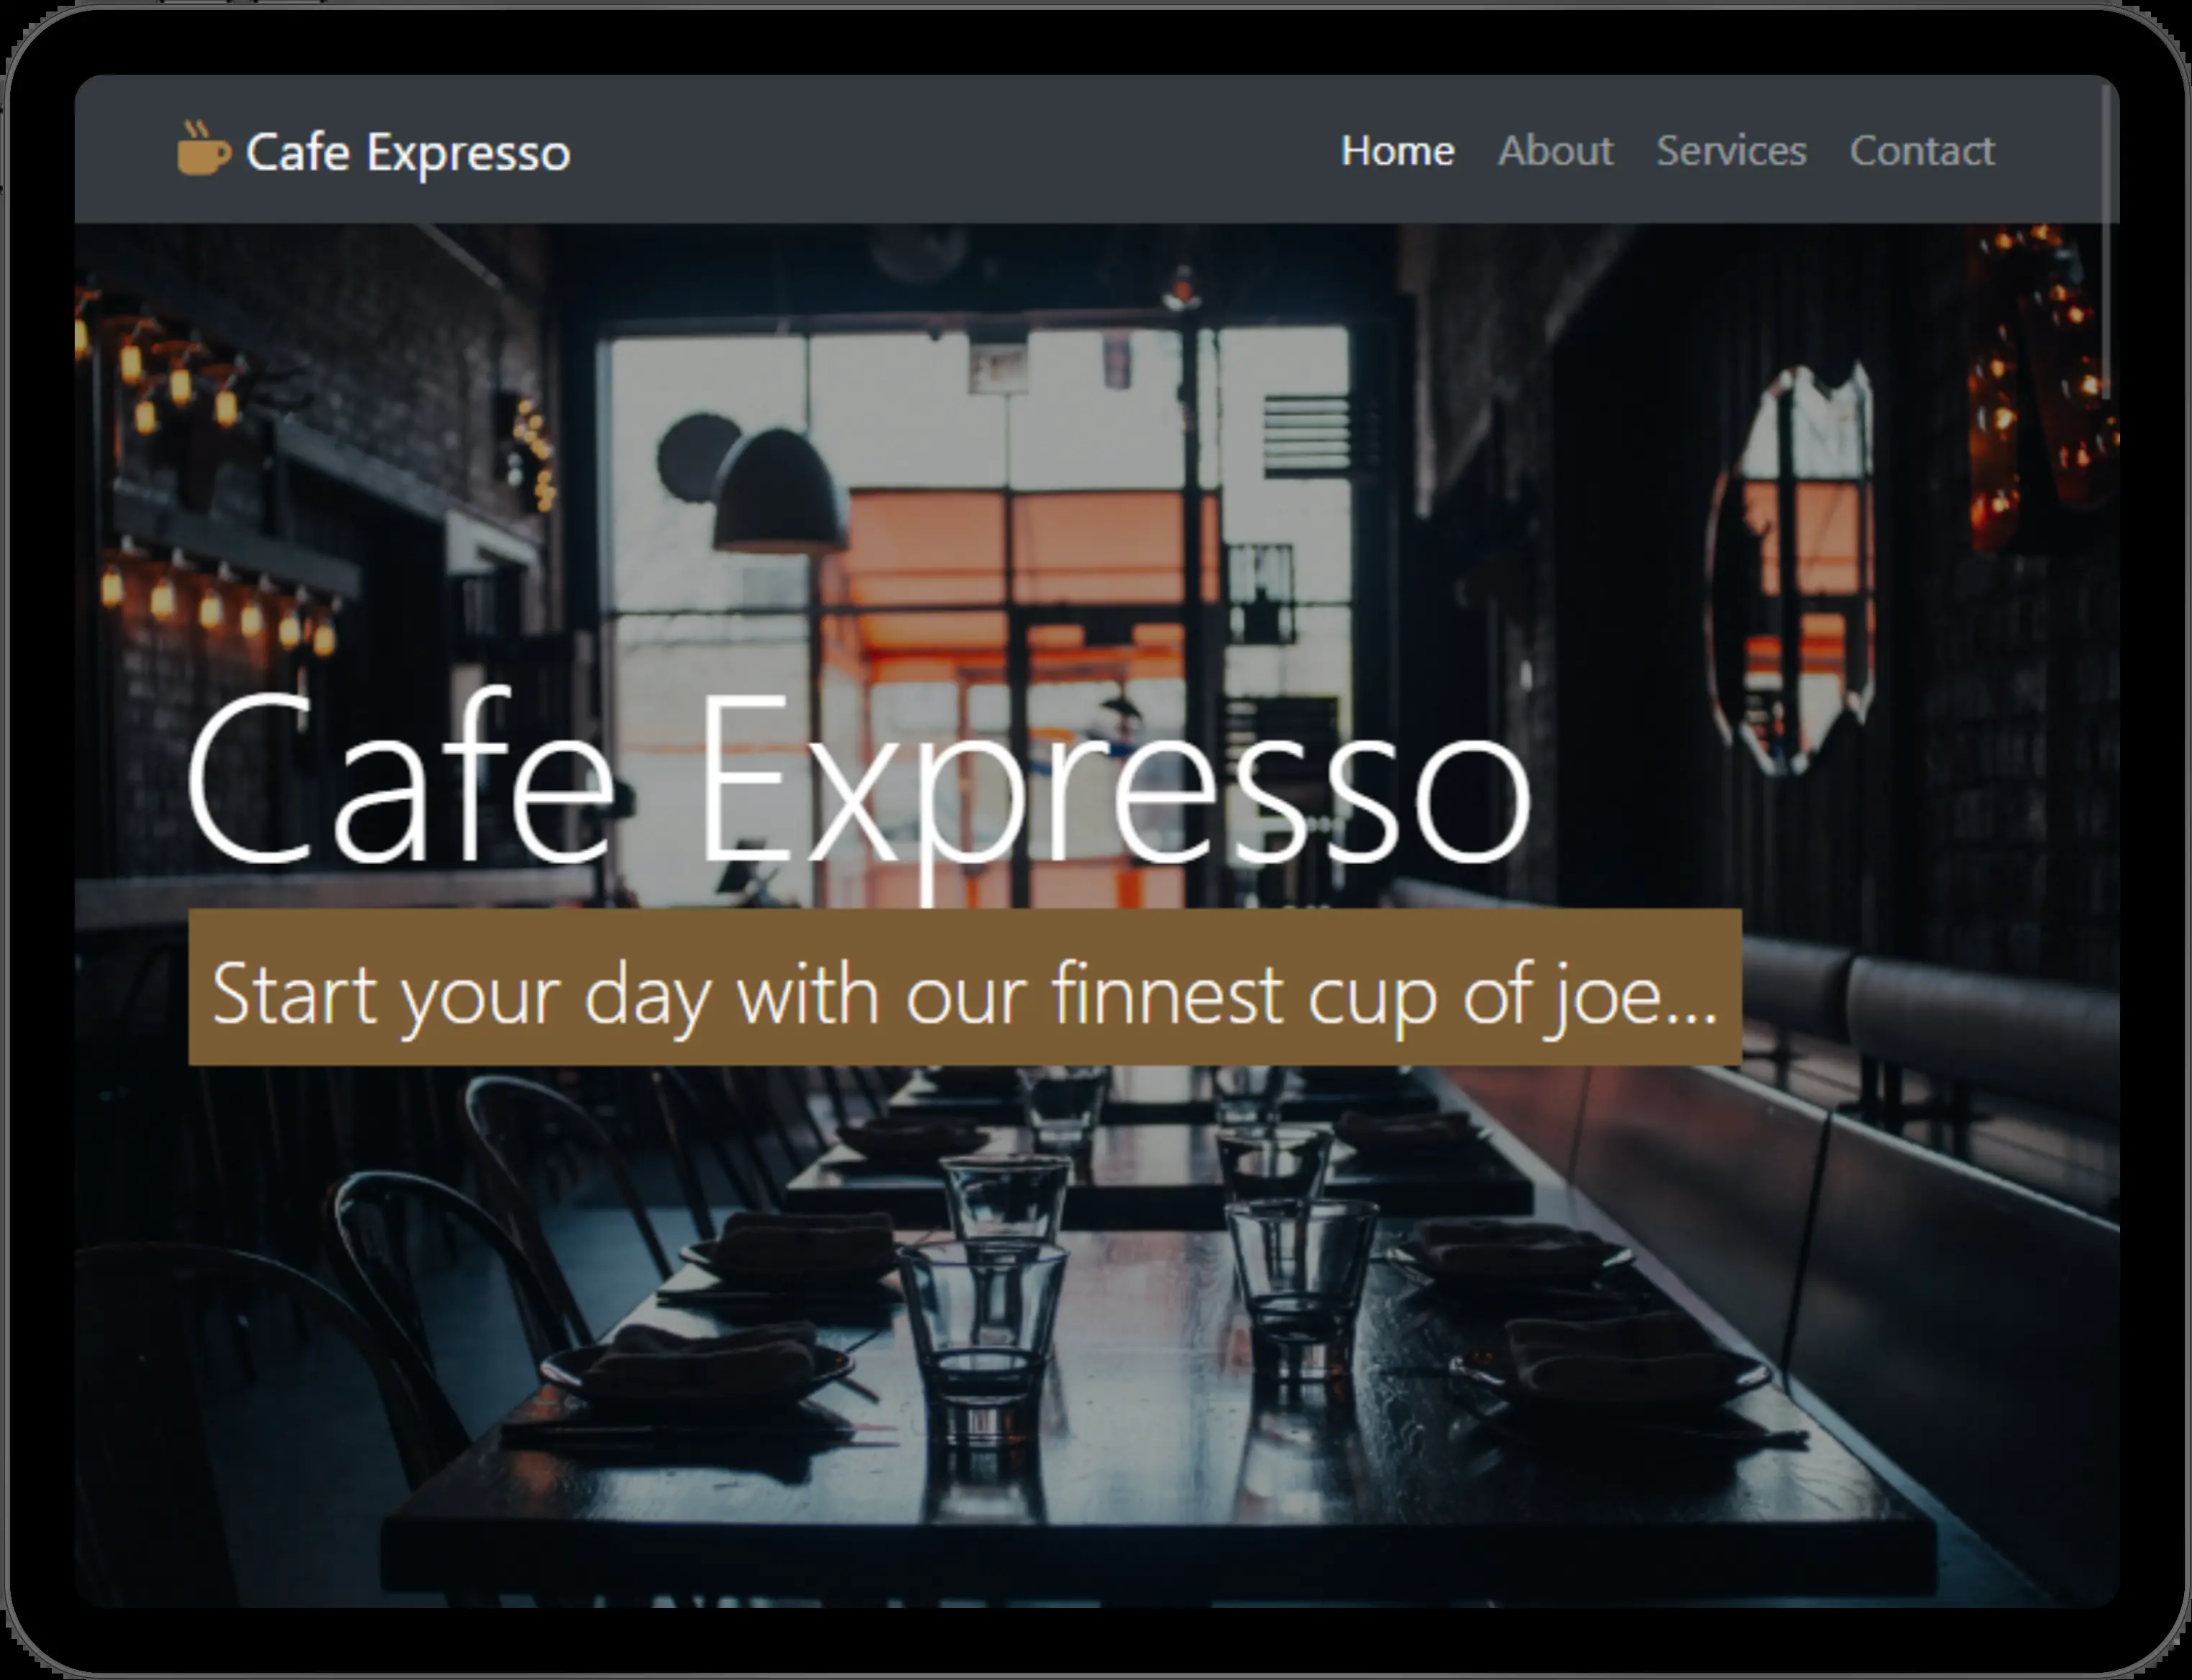 Cafe Expresso
Home About Services Contact
Cafe Expresso
Start your day with our finnest cup of joe...